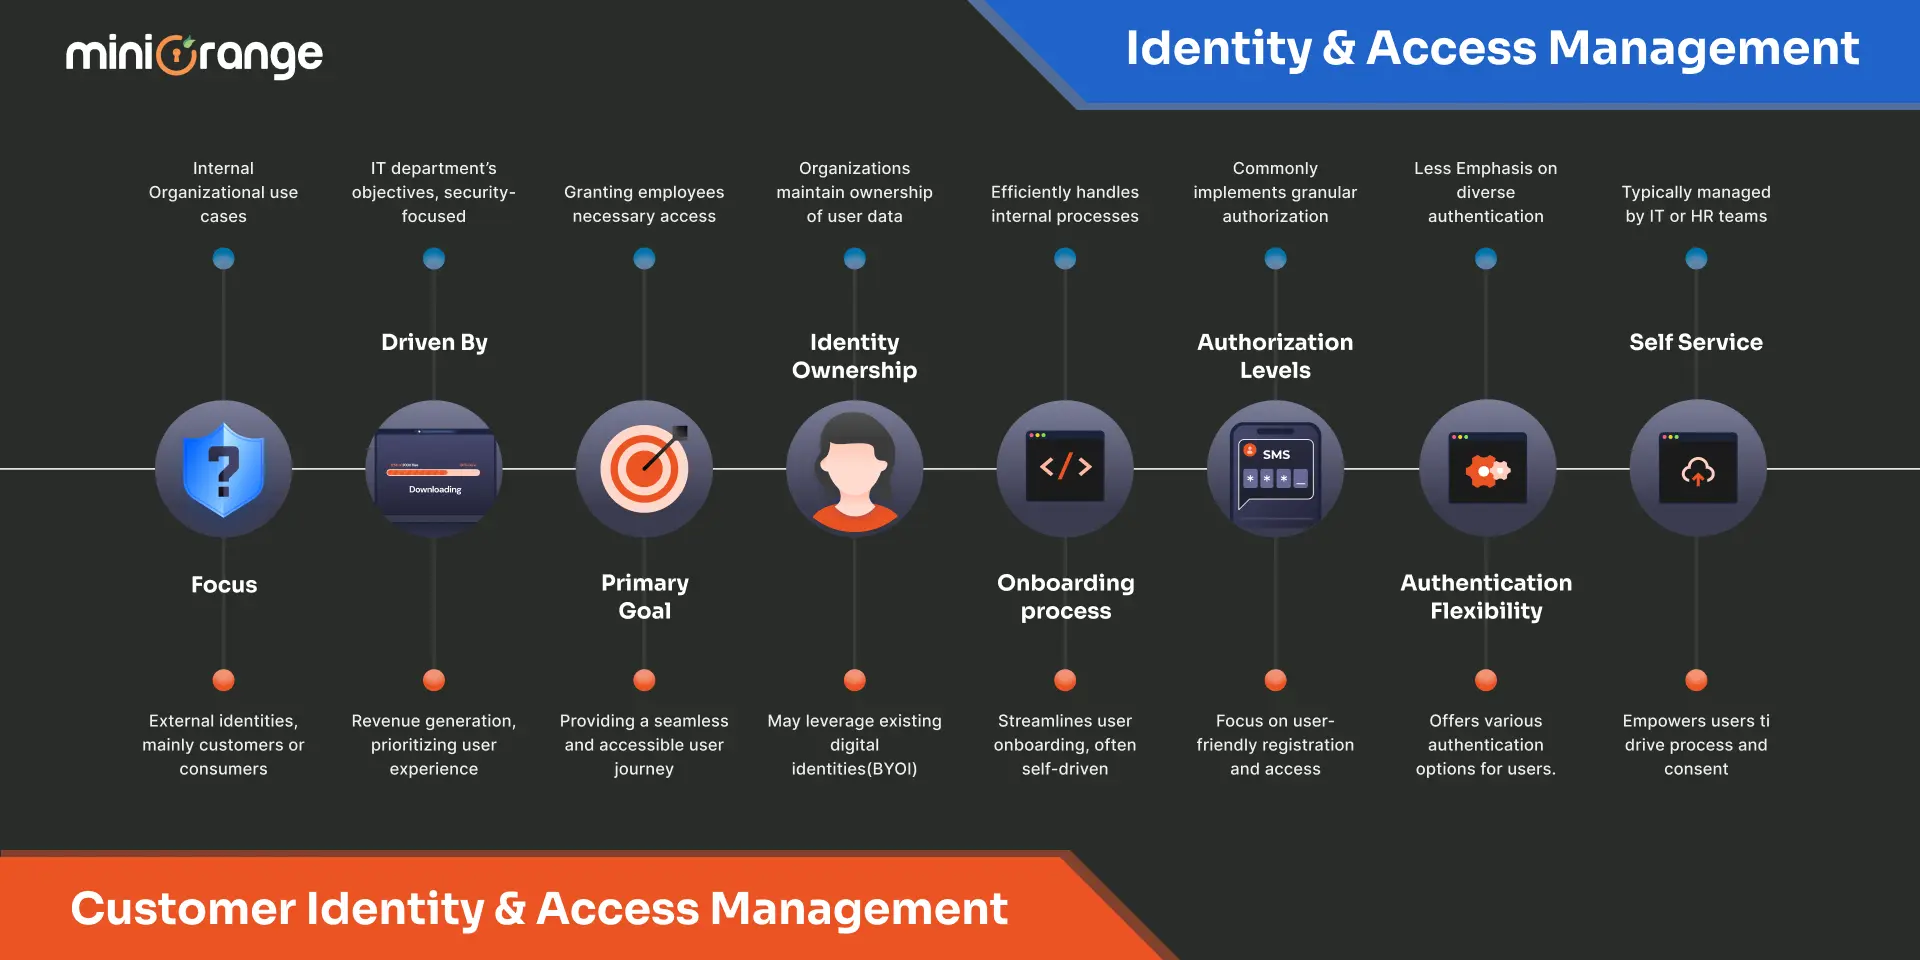 miniOrange
Identity & Access Management
Internal
Organizational use
cases
IT department's
objectives, security-
focused
Granting employees
necessary access
Organizations
maintain ownership
of user data
Efficiently handles
internal processes
Commonly
implements granular
authorization
Less Emphasis on
diverse
authentication
Typically managed
by IT or HR teams
Driven By
Identity
Ownership
Authorization
Levels
Self Service
?
Downloading
</>
SMS
* * * _
Focus
Primary
Goal
Onboarding
process
Authentication
Flexibility
External identities,
mainly customers or
consumers
Revenue generation,
prioritizing user
experience
Providing a seamless
and accessible user
journey
May leverage existing
digital
identities(BYOI)
Streamlines user
onboarding, often
self-driven
Focus on user-
friendly registration
and access
Offers various
authentication
options for users.
Empowers users ti
drive process and
consent
Customer Identity & Access Management